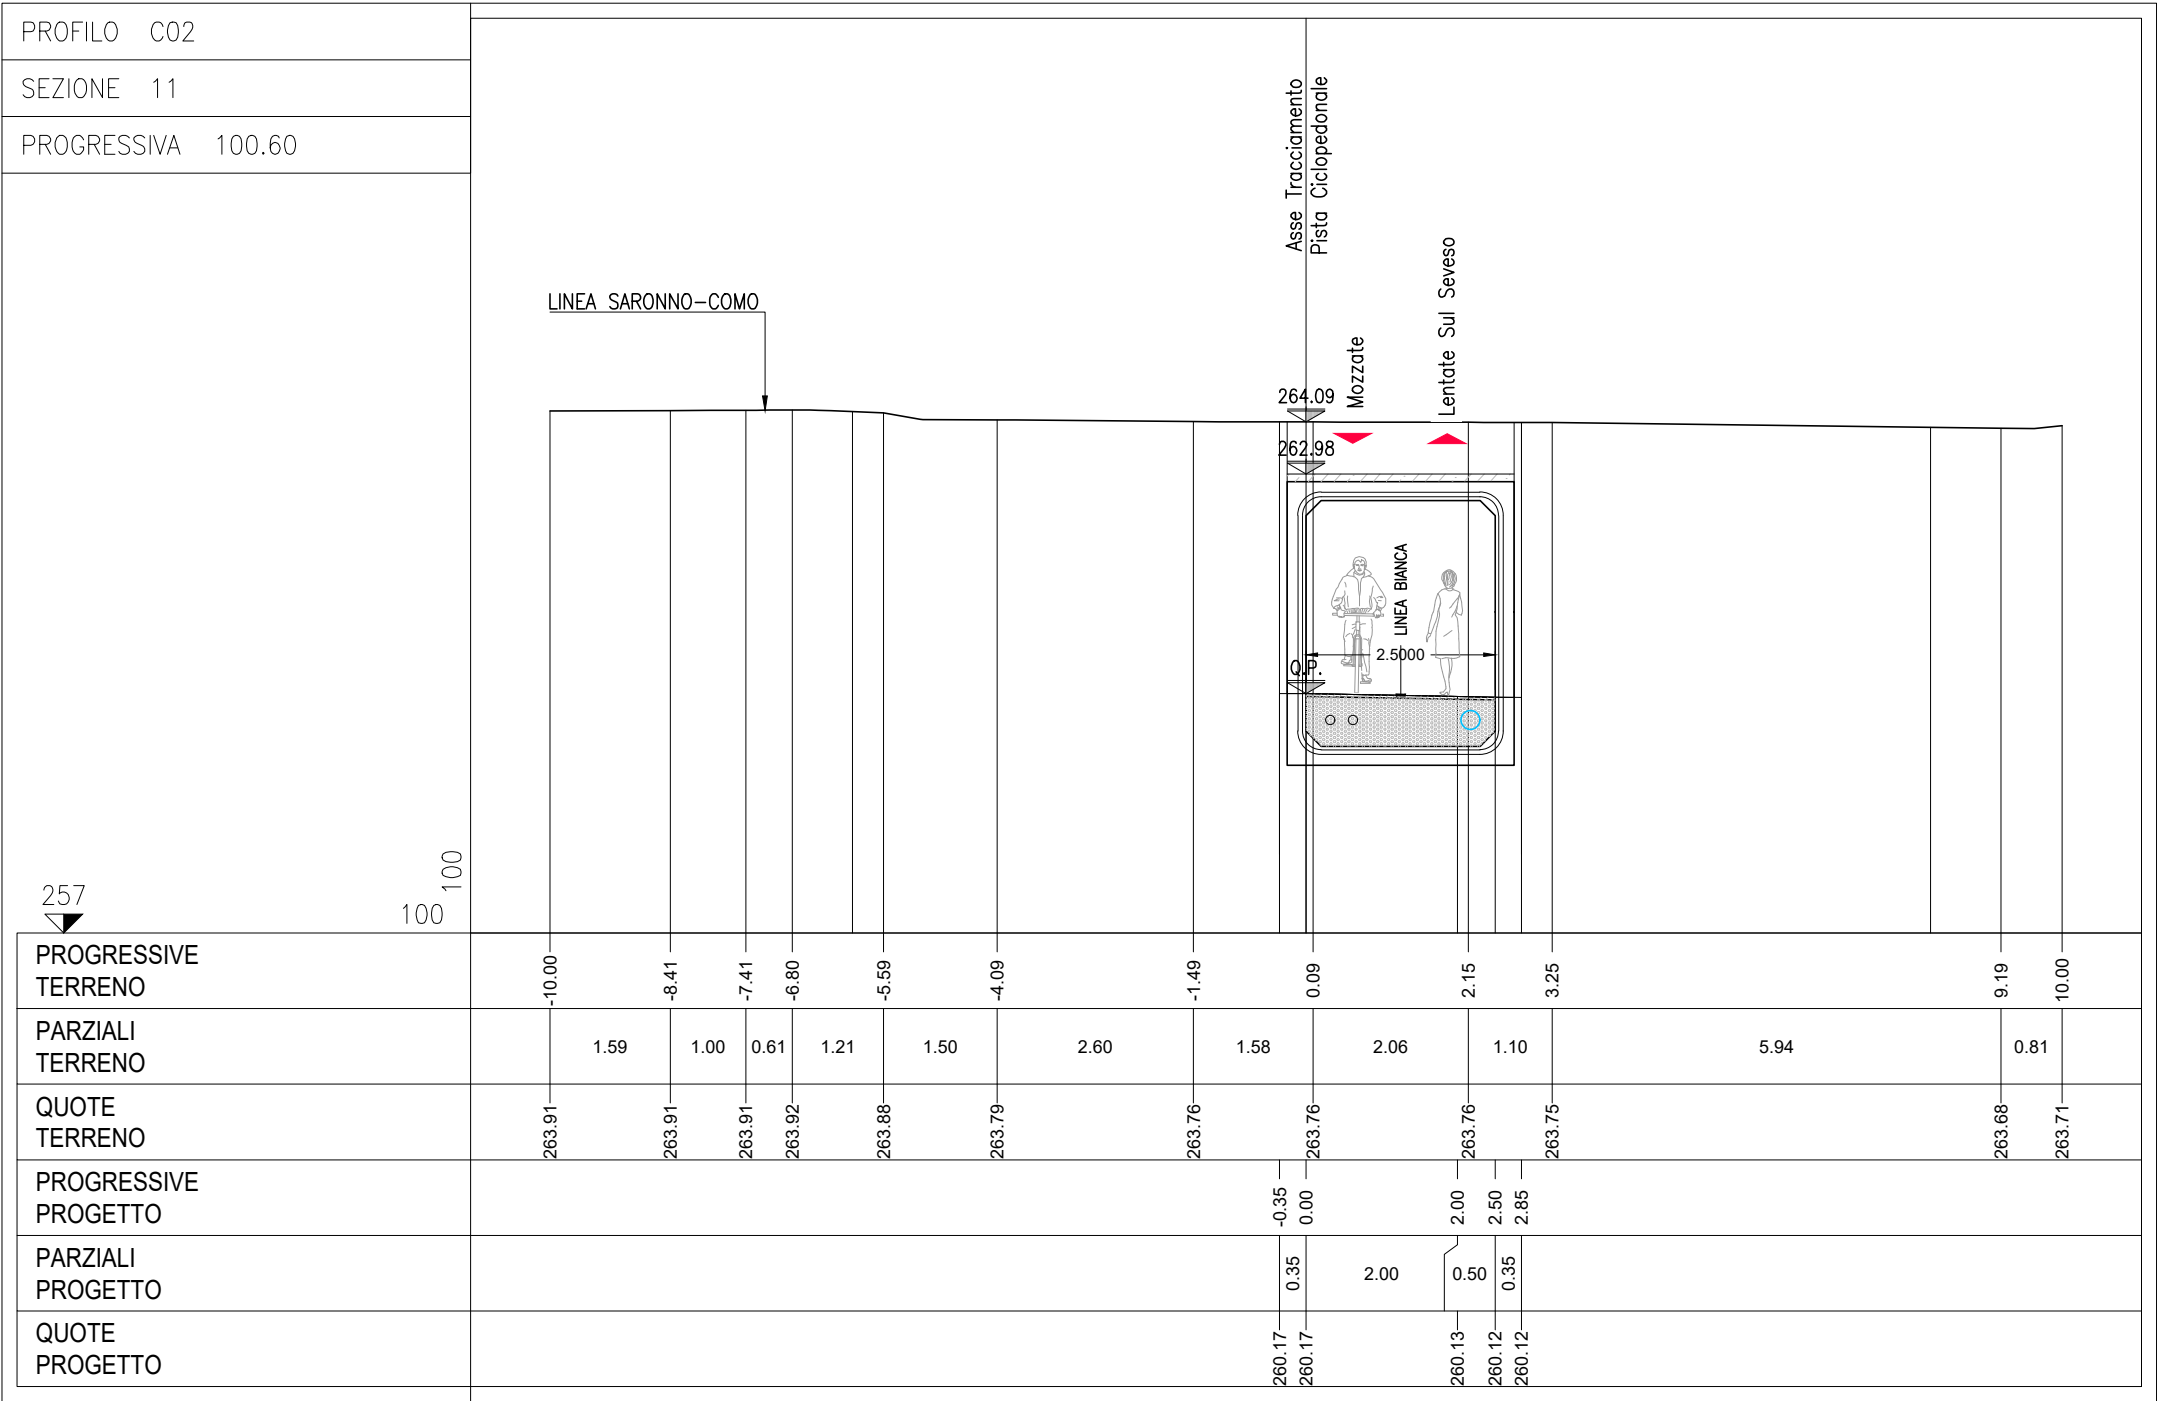 PROFILO C02
SEZIONE 11
PROGRESSIVA 100.60
Asse Tracciamento
Pista Ciclopedonale
LINEA SARONNO-COMO
Mozzate
Lentate Sul Seveso
264.09
262.98
LINEA BIANCA
2.5000
Q.P.
257
100
100
PROGRESSIVE
TERRENO
-10.00 -8.41 -7.41 -6.80 -5.59 -4.09 -1.49 0.09 2.15 3.25 9.19 10.00
PARZIALI
TERRENO
1.59 1.00 0.61 1.21 1.50 2.60 1.58 2.06 1.10 5.94 0.81
QUOTE
TERRENO
263.91 263.91 263.91 263.92 263.88 263.79 263.76 263.76 263.76 263.75 263.68 263.71
PROGRESSIVE
PROGETTO
-0.35 0.00 2.00 2.50 2.85
PARZIALI
PROGETTO
0.35 2.00 0.50 0.35
QUOTE
PROGETTO
260.17 260.17 260.13 260.12 260.12